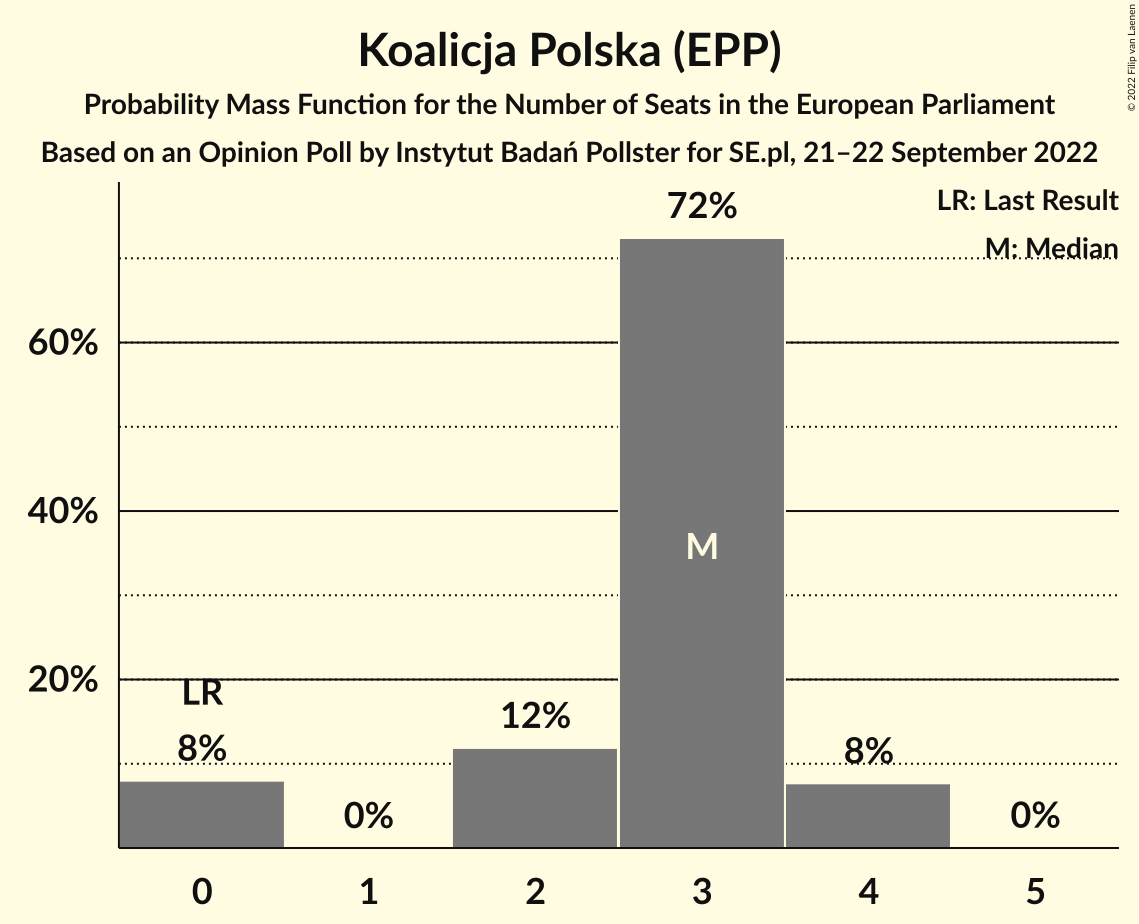 Koalicja Polska (EPP)
Probability Mass Function for the Number of Seats in the European Parliament
Based on an Opinion Poll by Instytut Badań Pollster for SE.pl, 21–22 September 2022
© 2022 Filip van Laenen
LR: Last Result
M: Median
72%
60%
40%
M
20%
LR
12%
8%
8%
0%
0%
0 1 2 3 4 5